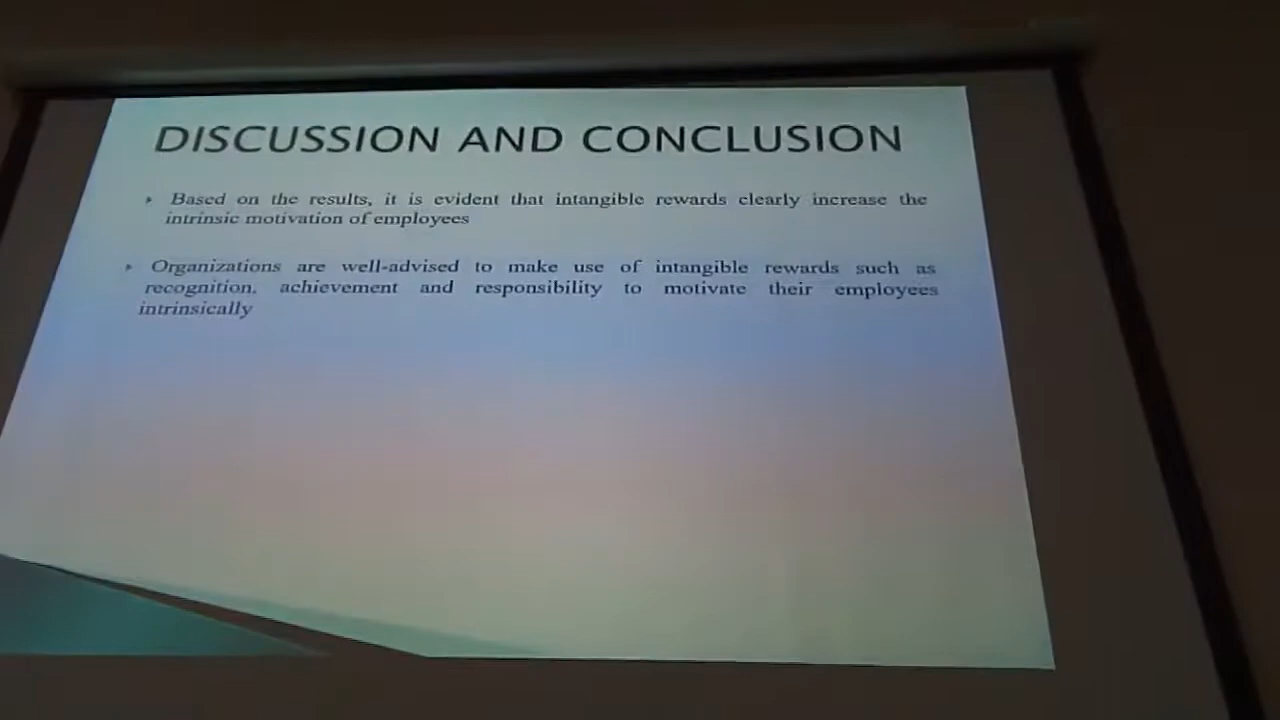 DISCUSSION AND CONCLUSION
Based on the results, it is evident that intangible rewards clearly increase the
intrinsic motivation of employees
Organizations are well-advised to make use of intangible rewards such as
recognition, achievement and responsibility to motivate their employees
intrinsically